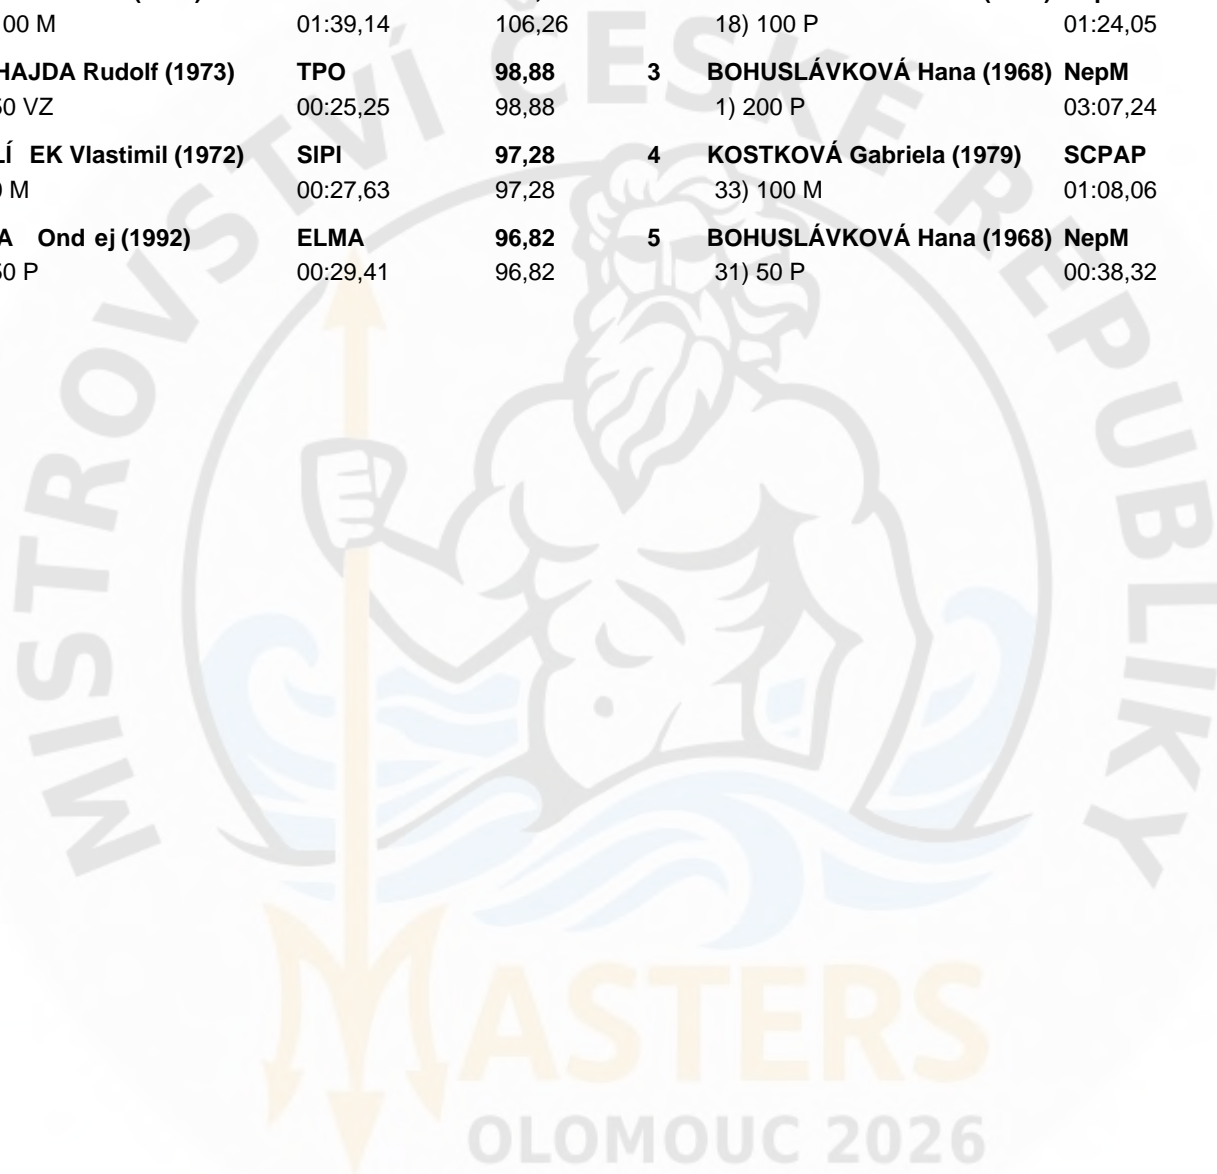 00 M 01:39,14 106,26 18) 100 P 01:24,05
HAJDA Rudolf (1973) TPO 98,88 3 BOHUSLÁVKOVÁ Hana (1968) NepM
50 VZ 00:25,25 98,88 1) 200 P 03:07,24
LÍ EK Vlastimil (1972) SIPI 97,28 4 KOSTKOVÁ Gabriela (1979) SCPAP
0 M 00:27,63 97,28 33) 100 M 01:08,06
A Ond ej (1992) ELMA 96,82 5 BOHUSLÁVKOVÁ Hana (1968) NepM
50 P 00:29,41 96,82 31) 50 P 00:38,32
MISTROVSTVÍ ČESKÉ REPUBLIKY
MASTERS
OLOMOUC 2026